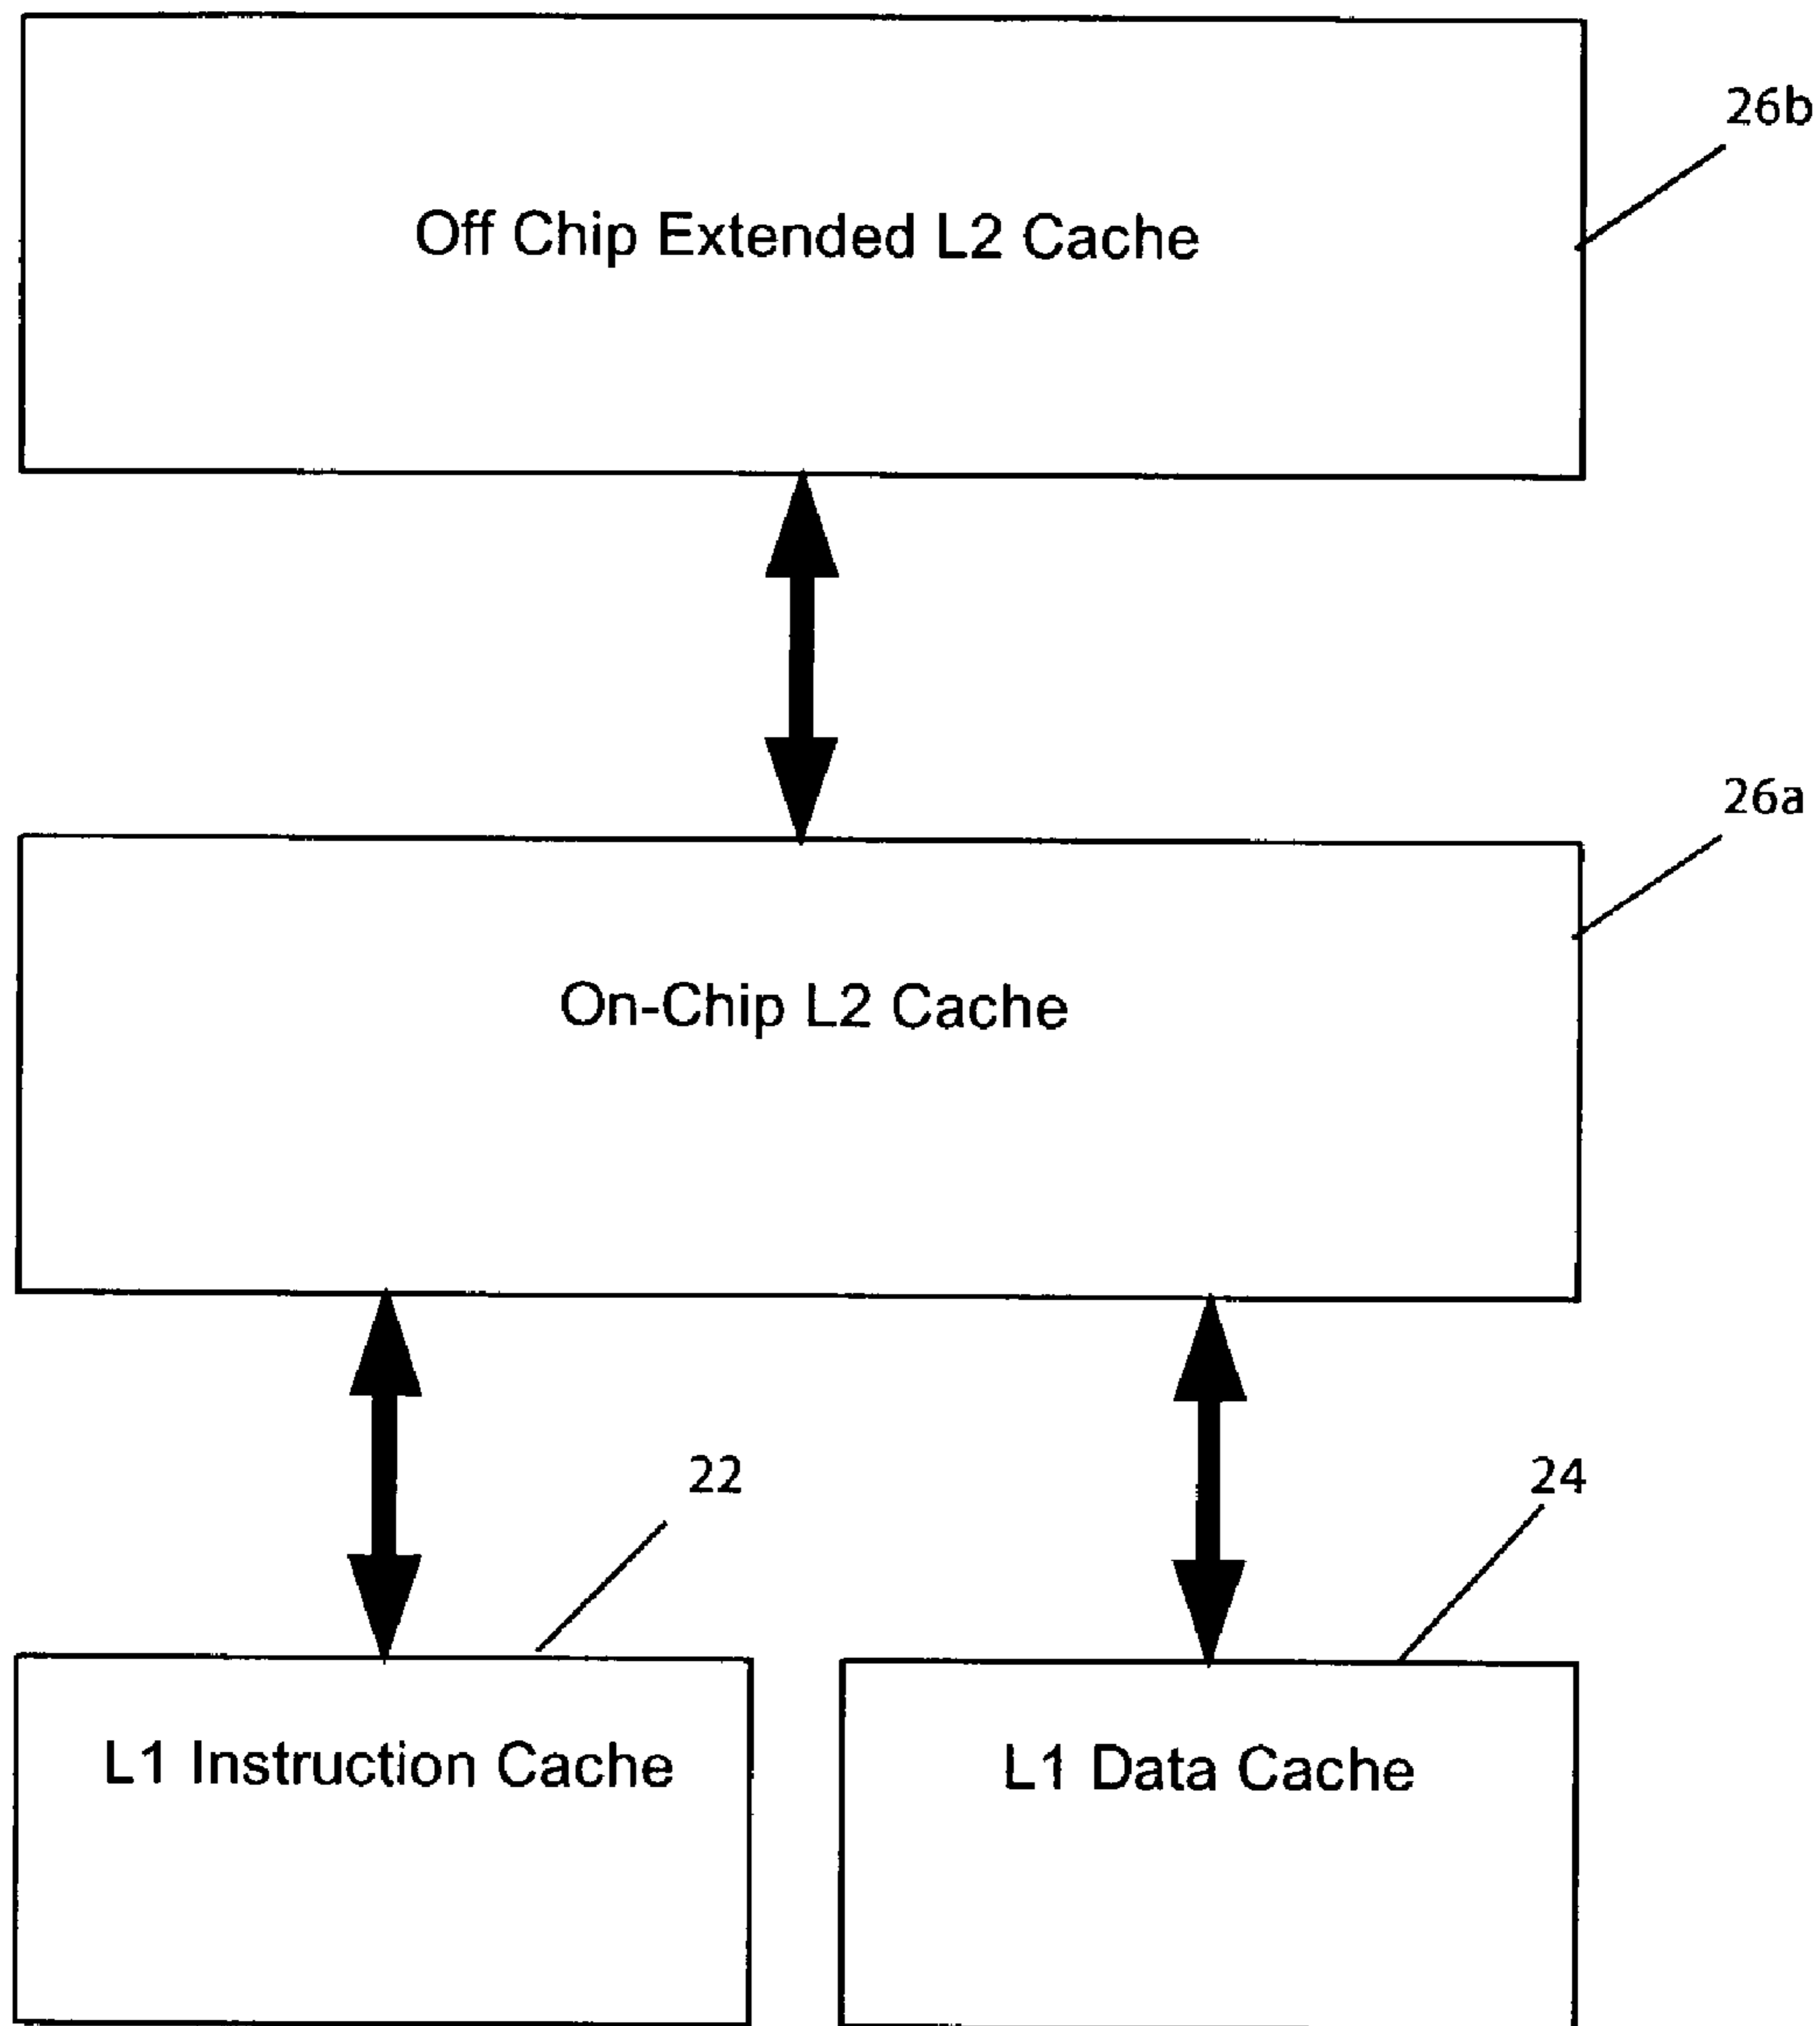 26b
Off Chip Extended L2 Cache
26a
On-Chip L2 Cache
22
24
L1 Instruction Cache
L1 Data Cache